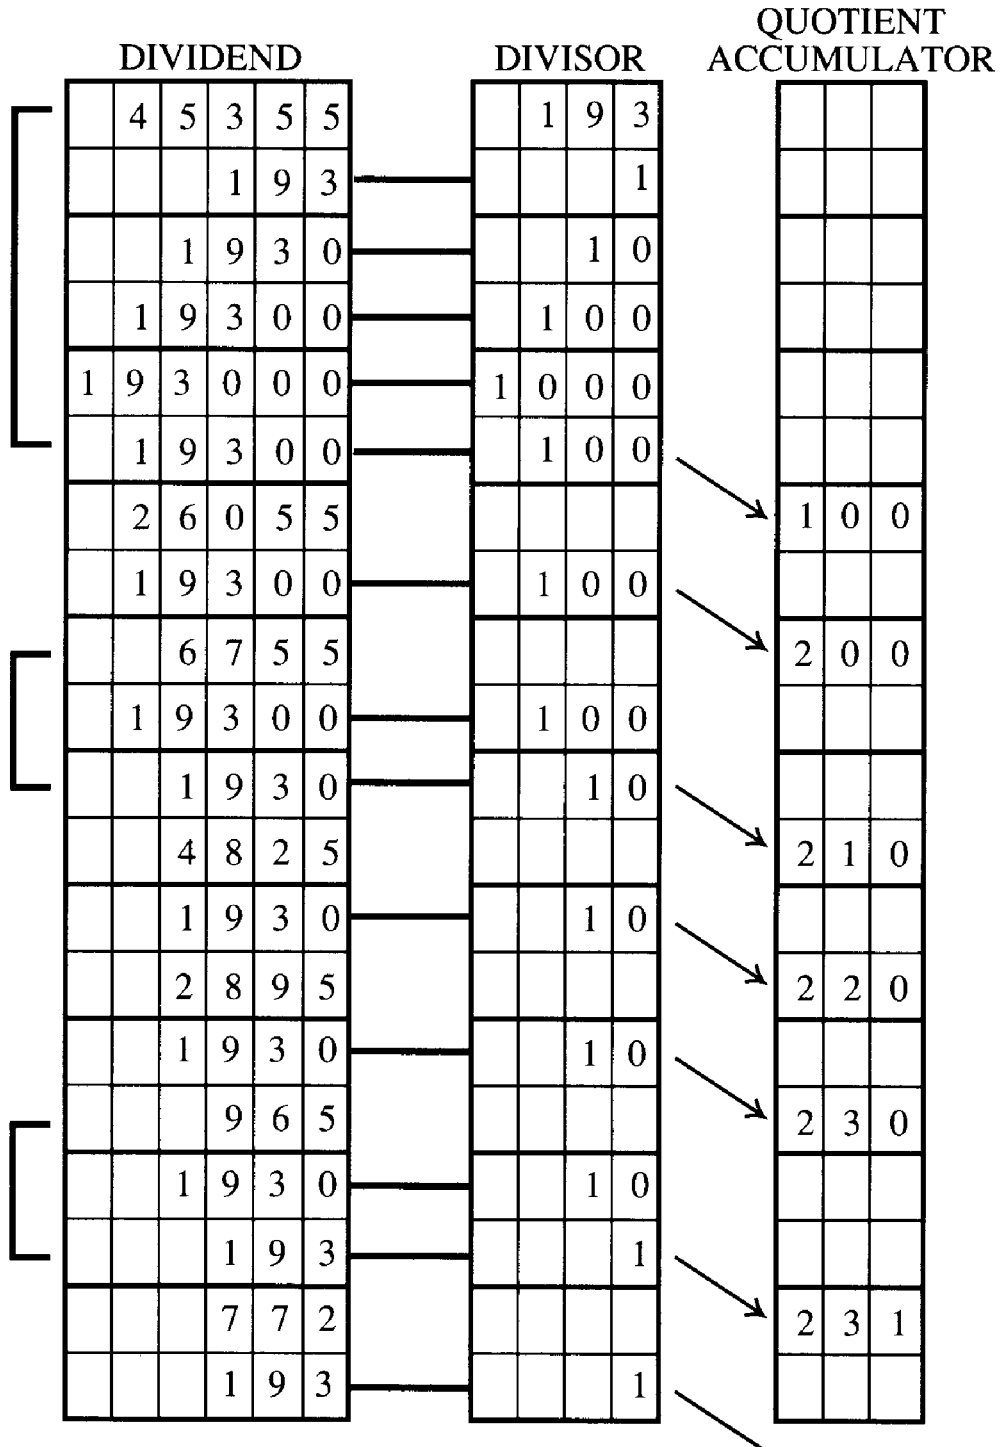 QUOTIENT
DIVIDEND DIVISOR ACCUMULATOR
4 5 3 5 5 1 9 3
1 9 3 1
1 9 3 0 1 0
1 9 3 0 0 1 0 0
1 9 3 0 0 0 1 0 0 0
1 9 3 0 0 1 0 0
2 6 0 5 5 1 0 0
1 9 3 0 0 1 0 0
6 7 5 5 2 0 0
1 9 3 0 0 1 0 0
1 9 3 0 1 0
4 8 2 5 2 1 0
1 9 3 0 1 0
2 8 9 5 2 2 0
1 9 3 0 1 0
9 6 5 2 3 0
1 9 3 0 1 0
1 9 3 1
7 7 2 2 3 1
1 9 3 1